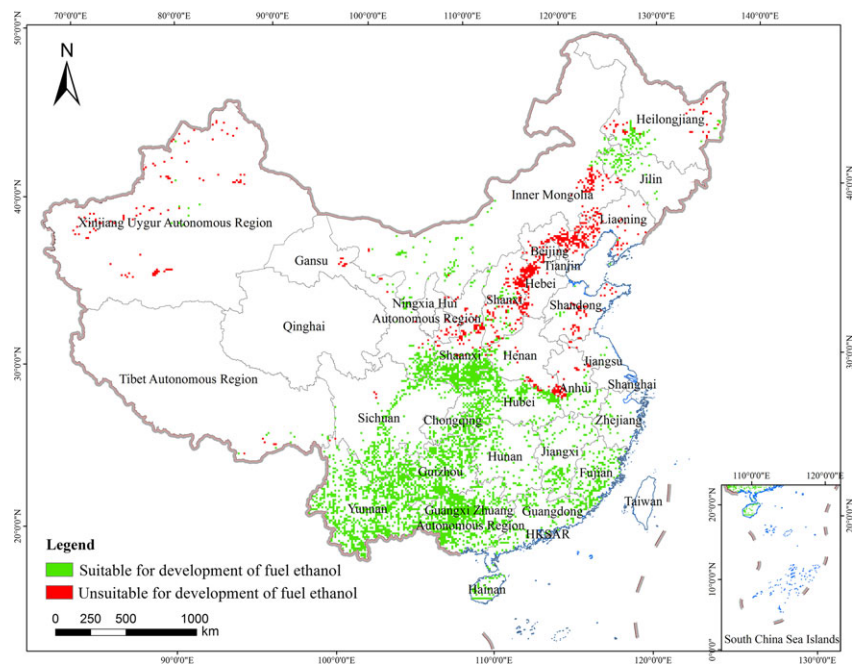 70°0'0"E 80°0'0"E 90°0'0"E 100°0'0"E 110°0'0"E 120°0'0"E 130°0'0"E 140°0'0"E
50°0'0"N
N
Heilongjiang
Jilin
40°0'0"N
40°0'0"N
Inner Mongolia
Liaoning
Xinjiang Uygur Autonomous Region
Beijing
Gansu
Tianjin
Hebei
Ningxia Hui
Autonomous Region
Shanxi
Shandong
Qinghai
30°0'0"N
30°0'0"N
Shaanxi
Henan
Jiangsu
Tibet Autonomous Region
Anhui
Shanghai
Sichuan
Chongqing
Hubei
Zhejiang
Hunan
Jiangxi
Guizhou
Fujian
Yunnan
Guangxi Zhuang
Autonomous Region
Guangdong
Taiwan
HKSAR
Hainan
20°0'0"N
20°0'0"N
Legend
Suitable for development of fuel ethanol
Unsuitable for development of fuel ethanol
0 250 500 1000
km
110°0'0"E 120°0'0"E
20°0'0"N
10°0'0"N
0°0'0"
South China Sea Islands
90°0'0"E 100°0'0"E 110°0'0"E 120°0'0"E 130°0'0"E